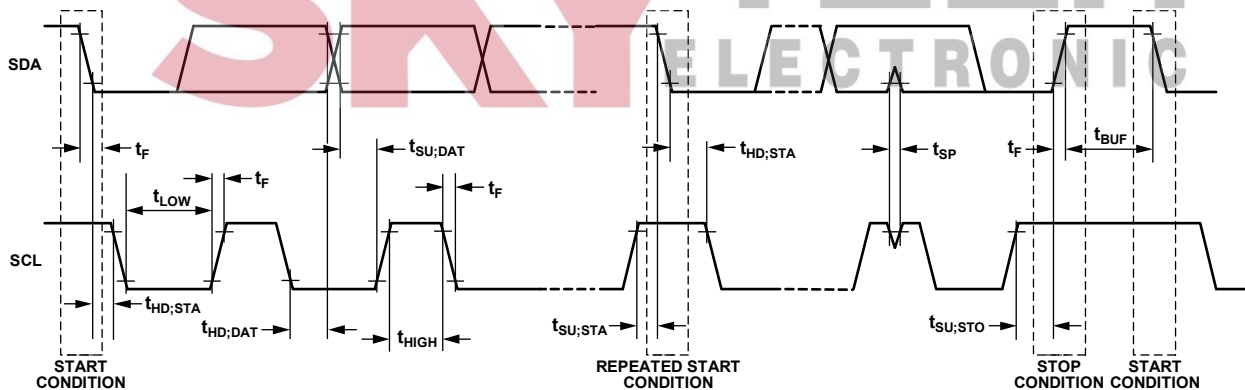 SKY
ELECTRONIC
SDA
tF
tSU;DAT
tHD;STA
tSP
tF
tBUF
tLOW
tF
tF
SCL
tHD;STA
tHD;DAT
tHIGH
tSU;STA
tSU;STO
START
CONDITION
REPEATED START
CONDITION
STOP
CONDITION
START
CONDITION